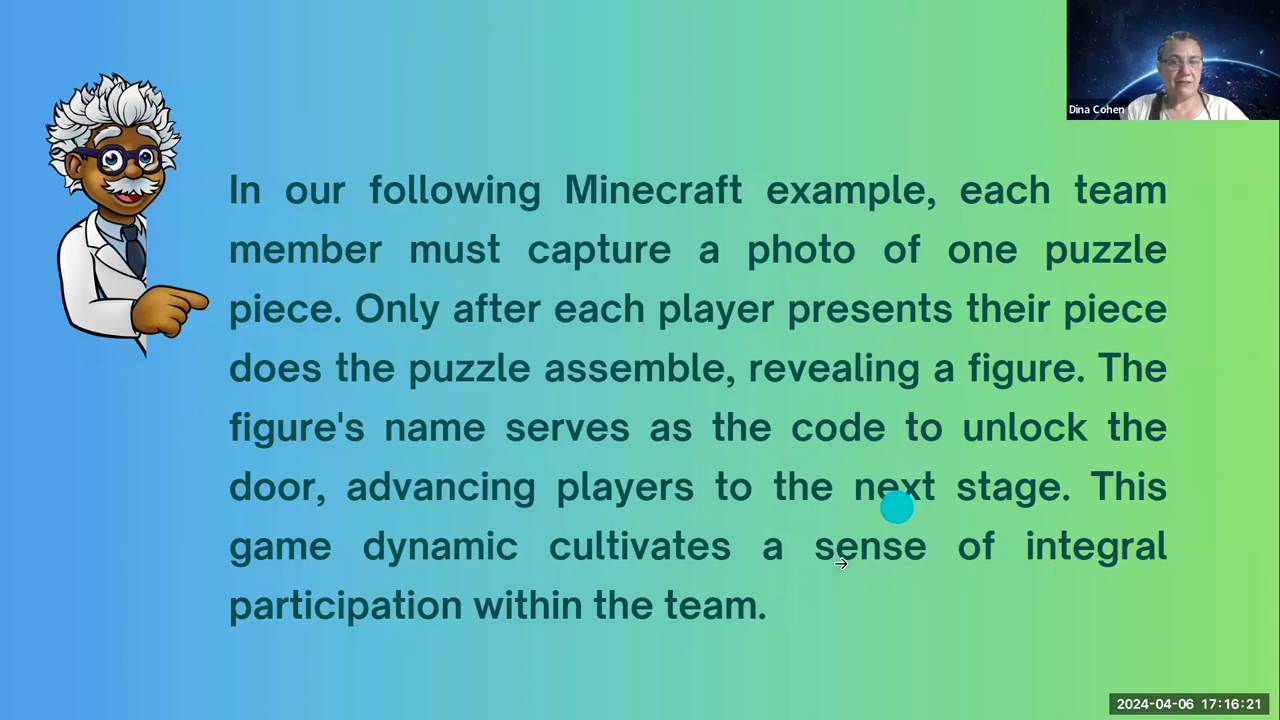 Dina Cohen
In our following Minecraft example, each team
member must capture a photo of one puzzle
piece. Only after each player presents their piece
does the puzzle assemble, revealing a figure. The
figure's name serves as the code to unlock the
door, advancing players to the next stage. This
game dynamic cultivates a sense of integral
participation within the team.
2024-04-06 17:16:21